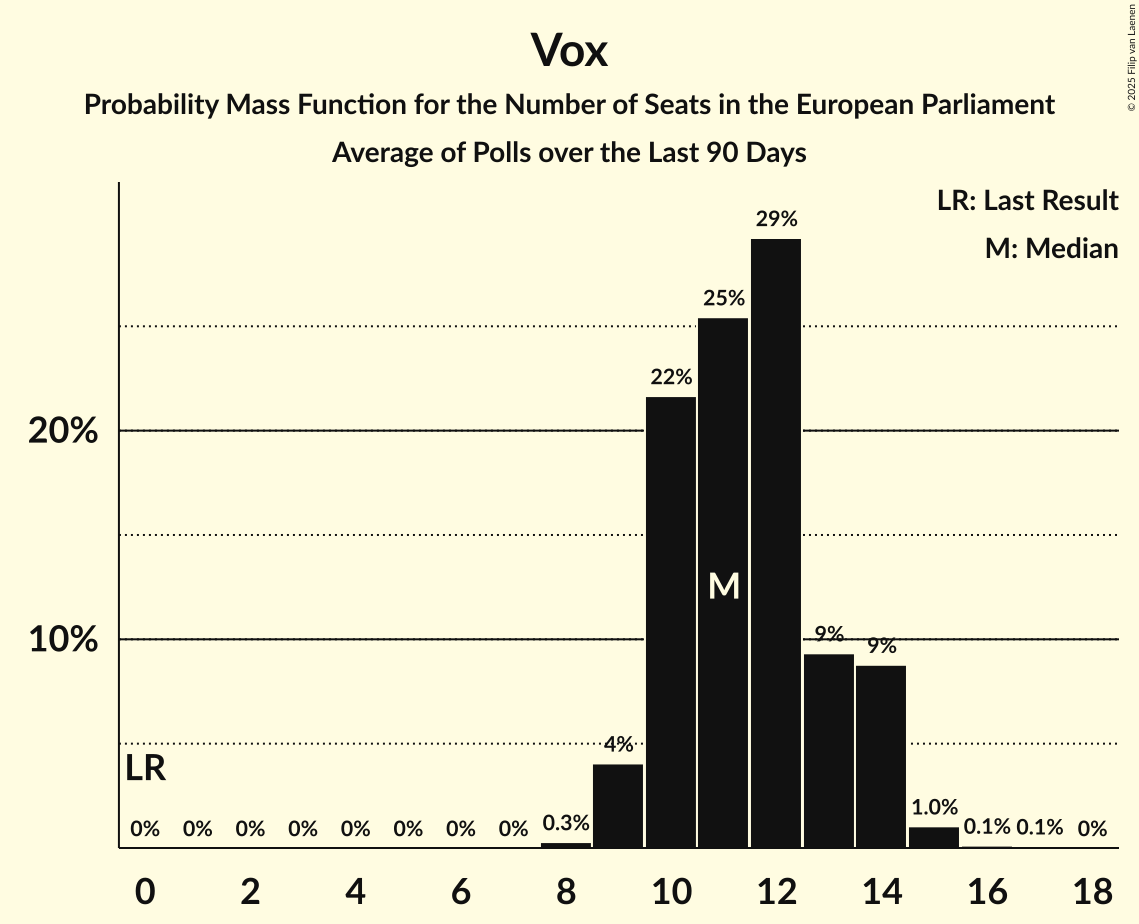 Vox
Probability Mass Function for the Number of Seats in the European Parliament
Average of Polls over the Last 90 Days
© 2025 Filip van Laenen
LR: Last Result
M: Median
29%
25%
22%
20%
M
10%
9%
9%
4%
LR
0% 0% 0% 0% 0% 0% 0% 0% 0.3% 1.0% 0.1% 0.1% 0%
0 2 4 6 8 10 12 14 16 18